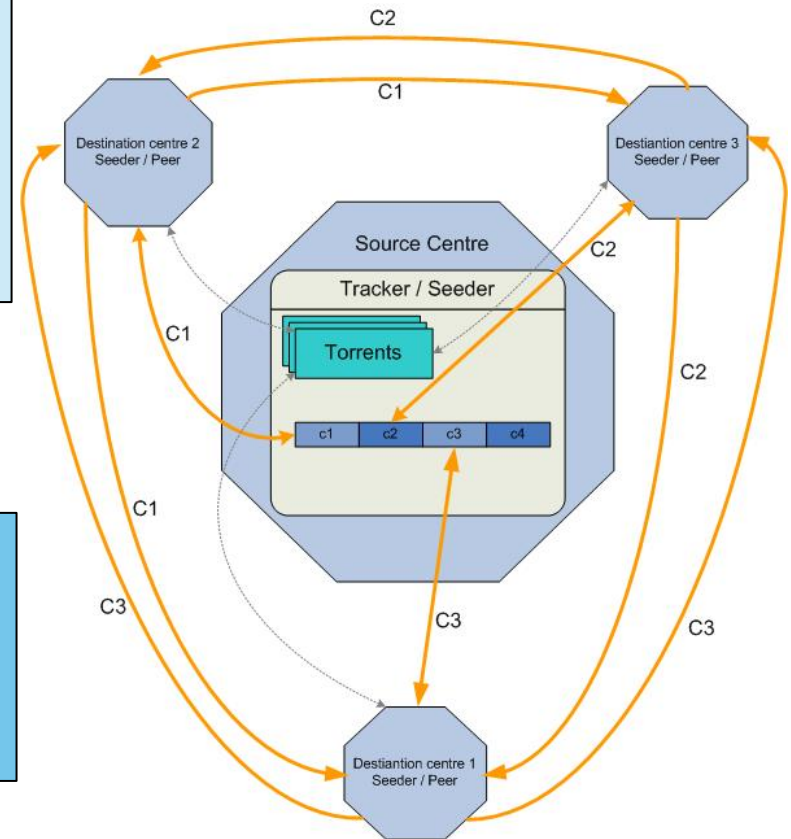 C2
C1
Destination centre 2
Seeder / Peer
Destiantion centre 3
Seeder / Peer
Source Centre
C2
Tracker / Seeder
C1
Torrents
C2
c1 c2 c3 c4
C1
C3
C3
C3
Destiantion centre 1
Seeder / Peer